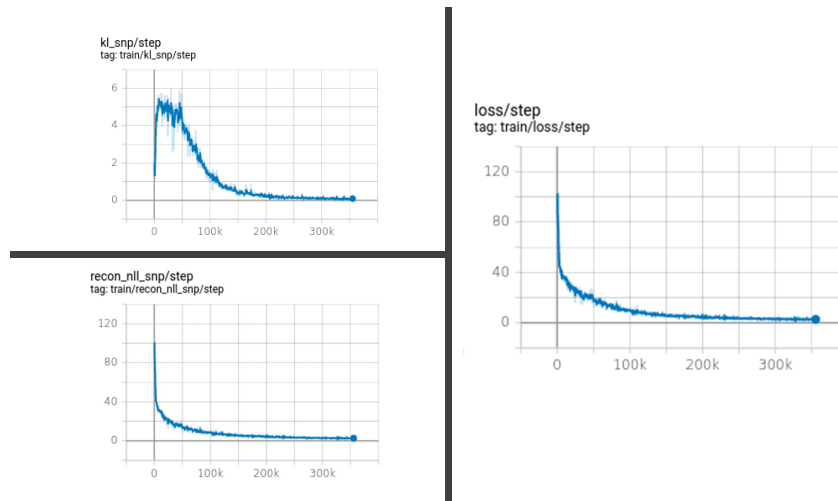 kl_snp/step
tag: train/kl_snp/step
6
4
2
0
0 100k 200k 300k
recon_nll_snp/step
tag: train/recon_nll_snp/step
120
80
40
0
0 100k 200k 300k
loss/step
tag: train/loss/step
120
80
40
0
0 100k 200k 300k